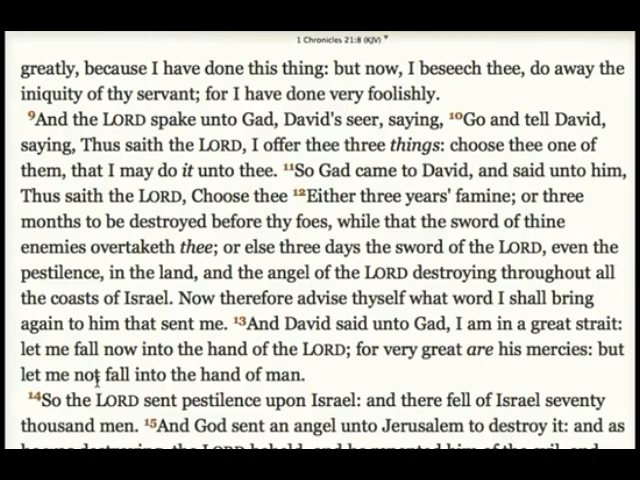 1 Chronicles 21:8 (KJV)
greatly, because I have done this thing: but now, I beseech thee, do away the
iniquity of thy servant; for I have done very foolishly.
9And the LORD spake unto Gad, David's seer, saying, 10Go and tell David,
saying, Thus saith the LORD, I offer thee three things: choose thee one of
them, that I may do it unto thee. 11So Gad came to David, and said unto him,
Thus saith the LORD, Choose thee 12Either three years' famine; or three
months to be destroyed before thy foes, while that the sword of thine
enemies overtaketh thee; or else three days the sword of the LORD, even the
pestilence, in the land, and the angel of the LORD destroying throughout all
the coasts of Israel. Now therefore advise thyself what word I shall bring
again to him that sent me. 13And David said unto Gad, I am in a great strait:
let me fall now into the hand of the LORD; for very great are his mercies: but
let me not fall into the hand of man.
14So the LORD sent pestilence upon Israel: and there fell of Israel seventy
thousand men. 15And God sent an angel unto Jerusalem to destroy it: and as